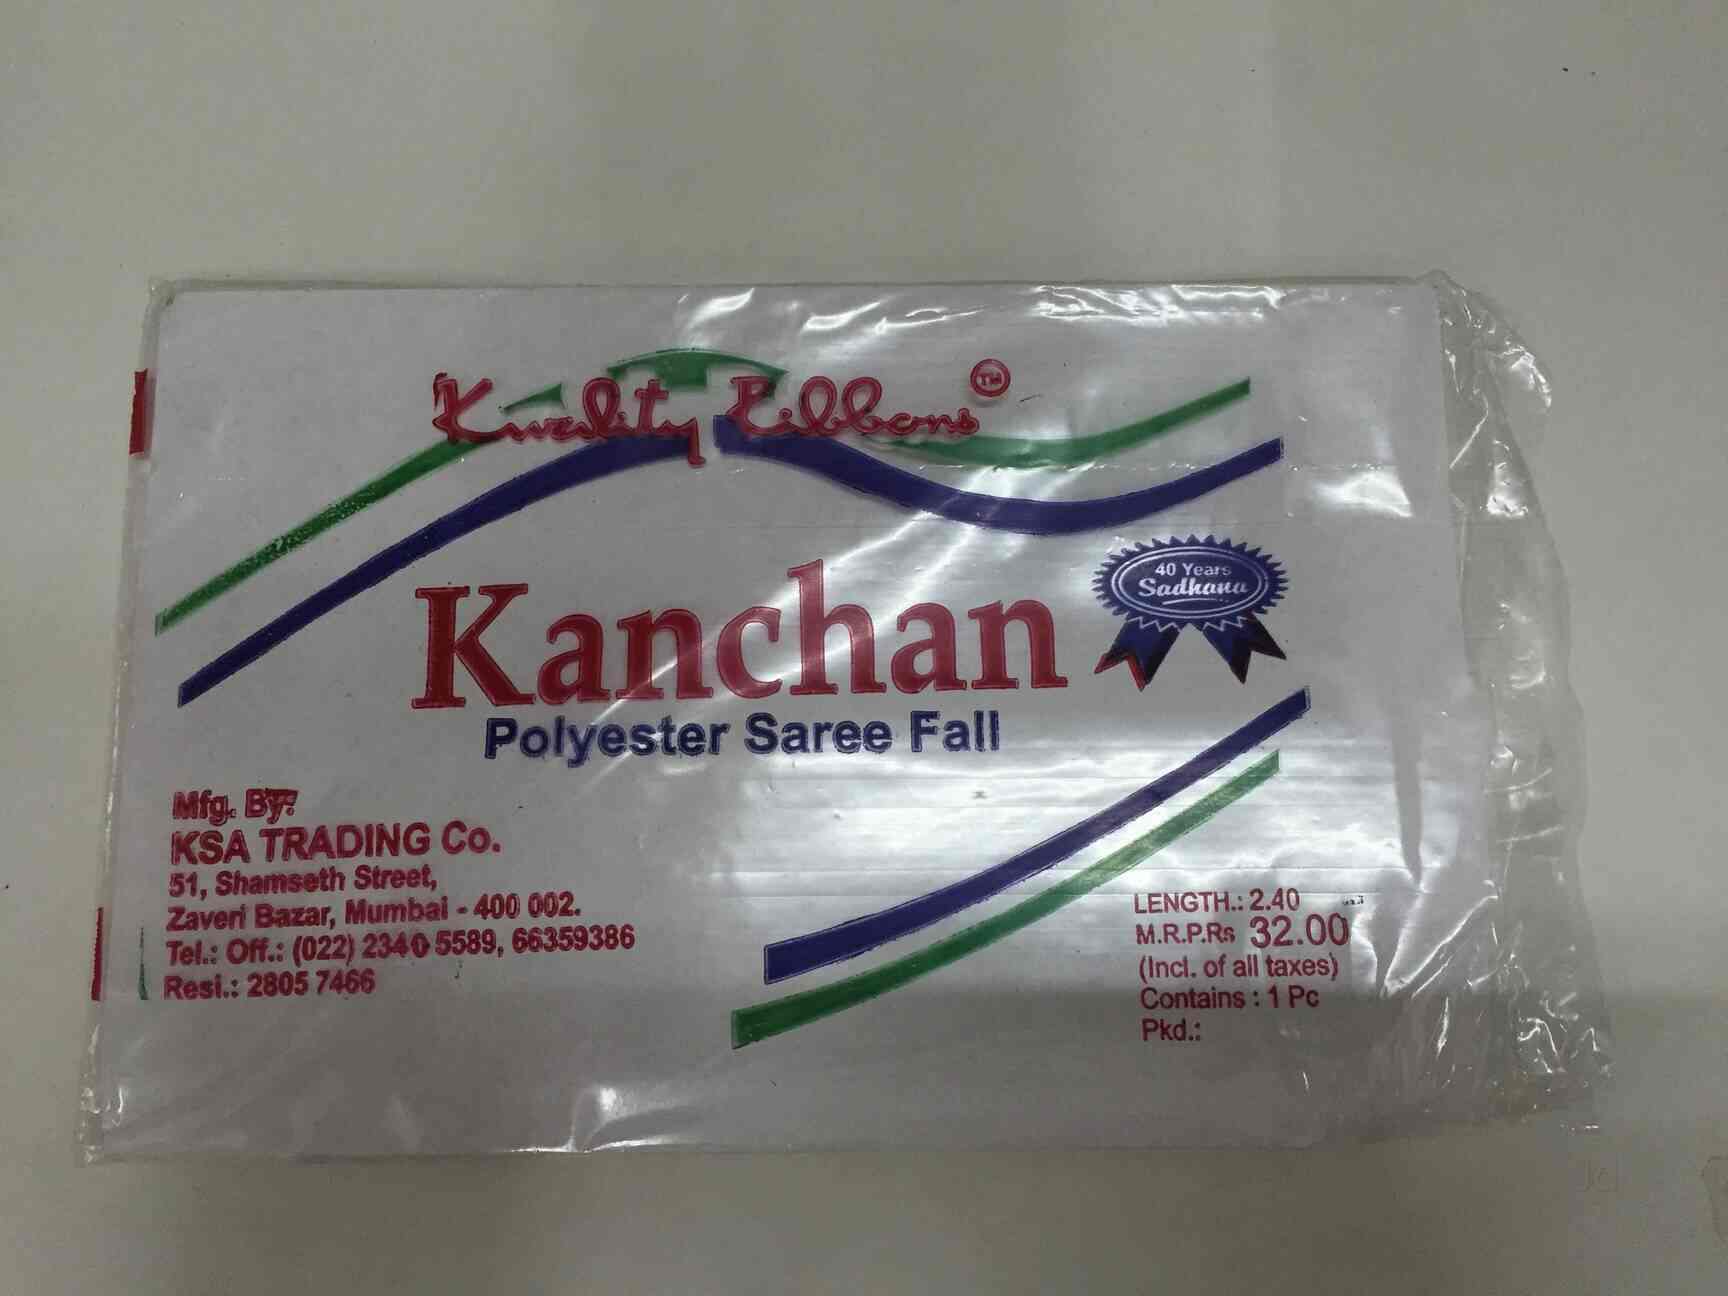 Kwality Ribbons TM
40 Years
Sadhana
Kanchan
Polyester Saree Fall
Mfg. By:
KSA TRADING Co.
51, Shamseth Street,
Zaveri Bazar, Mumbai - 400 002.
Tel.: Off.: (022) 2340 5589, 66359386
Resi.: 2805 7466
LENGTH.: 2.40
M.R.P.Rs 32.00
(Incl. of all taxes)
Contains : 1 Pc
Pkd.: